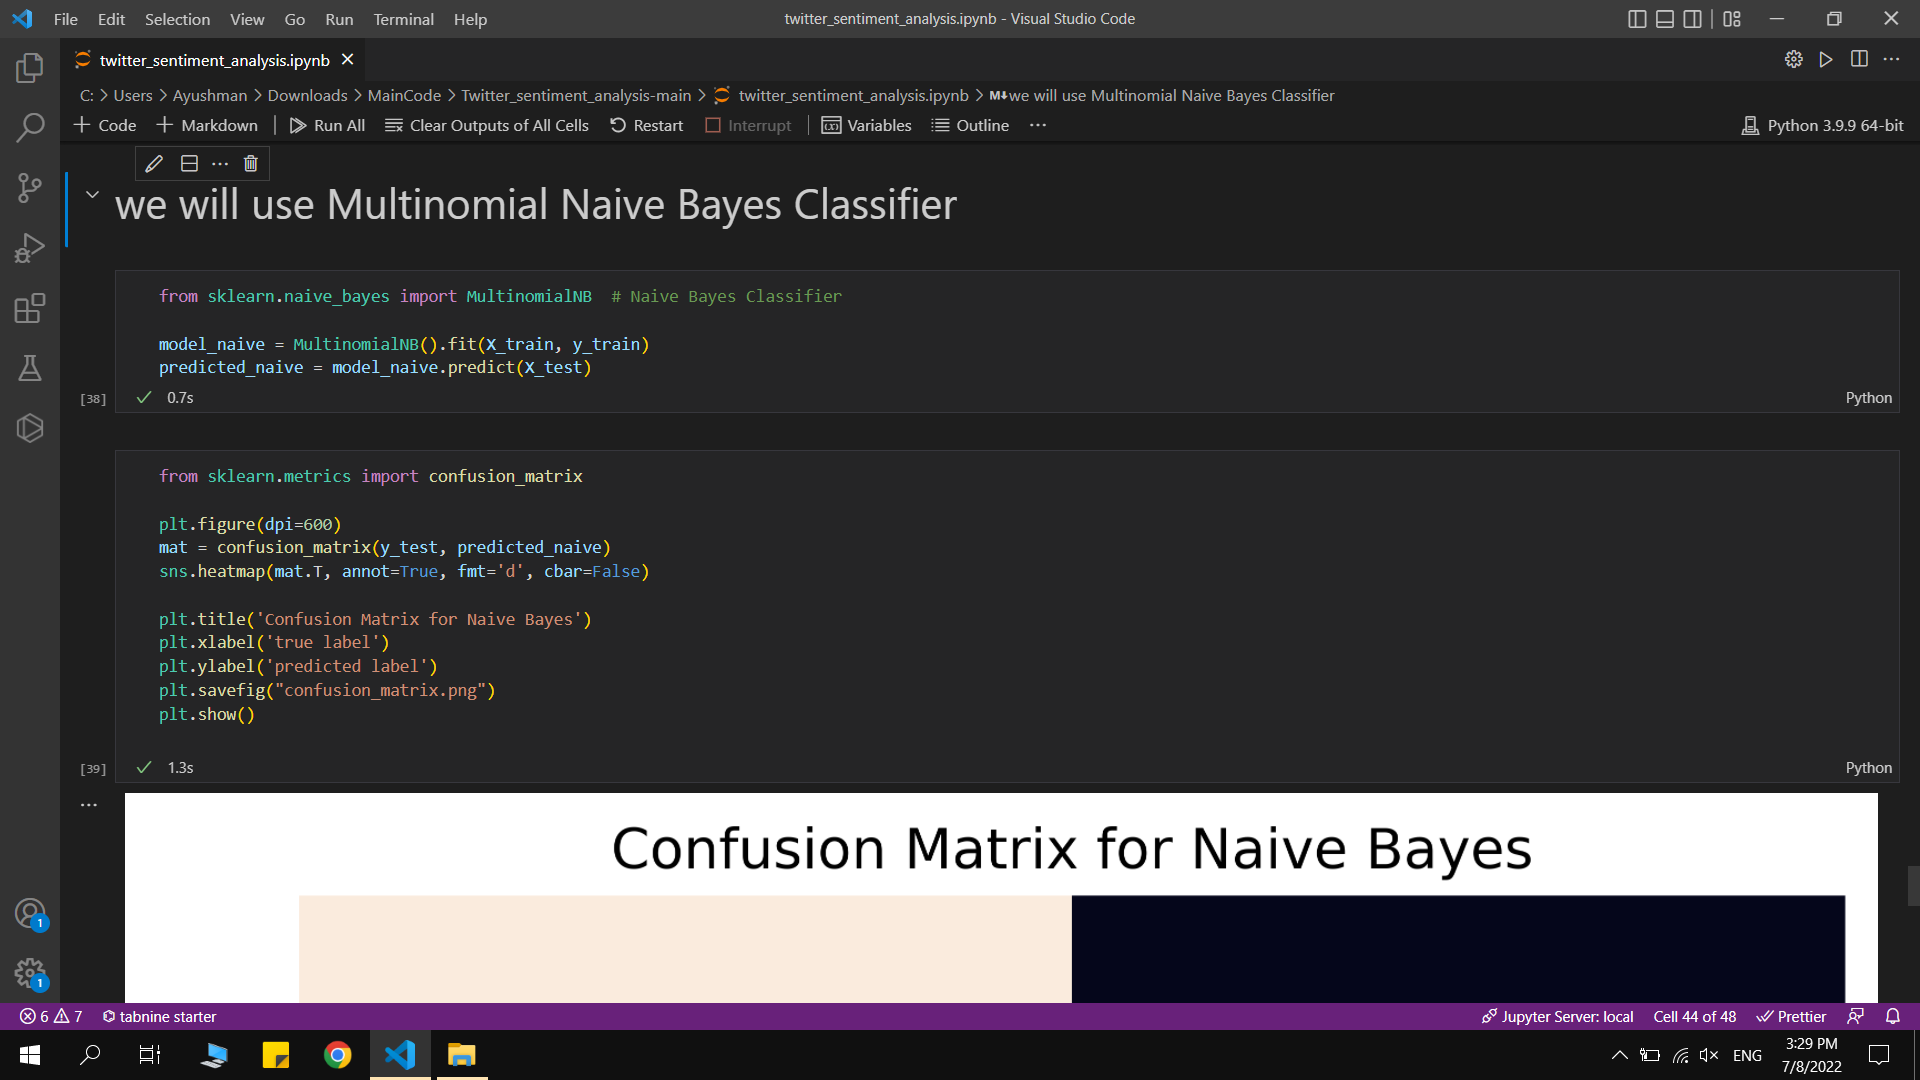 File Edit Selection View Go Run Terminal Help
twitter_sentiment_analysis.ipynb - Visual Studio Code
twitter_sentiment_analysis.ipynb
C: > Users > Ayushman > Downloads > MainCode > Twitter_sentiment_analysis-main > twitter_sentiment_analysis.ipynb > M↓we will use Multinomial Naive Bayes Classifier
+ Code + Markdown | Run All Clear Outputs of All Cells Restart Interrupt | Variables Outline ··· Python 3.9.9 64-bit
we will use Multinomial Naive Bayes Classifier
from sklearn.naive_bayes import MultinomialNB  # Naive Bayes Classifier
model_naive = MultinomialNB().fit(X_train, y_train)
predicted_naive = model_naive.predict(X_test)
[38] ✓ 0.7s Python
from sklearn.metrics import confusion_matrix
plt.figure(dpi=600)
mat = confusion_matrix(y_test, predicted_naive)
sns.heatmap(mat.T, annot=True, fmt='d', cbar=False)
plt.title('Confusion Matrix for Naive Bayes')
plt.xlabel('true label')
plt.ylabel('predicted label')
plt.savefig("confusion_matrix.png")
plt.show()
[39] ✓ 1.3s Python
Confusion Matrix for Naive Bayes
1
1
6 7 tabnine starter Jupyter Server: local Cell 44 of 48 Prettier
ENG
3:29 PM
7/8/2022